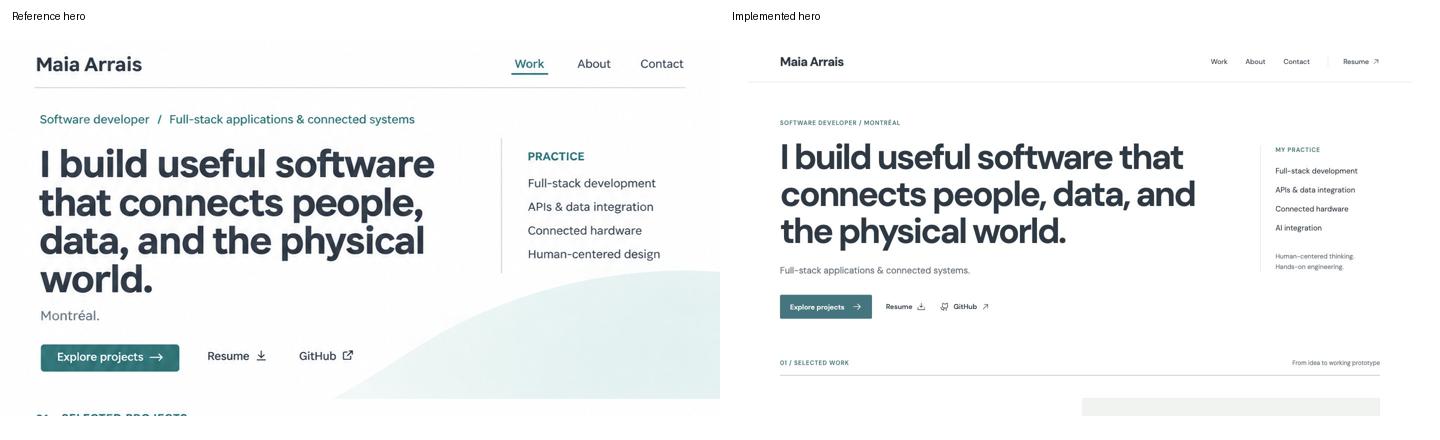 Reference hero
Maia Arrais
Work About Contact
Software developer / Full-stack applications & connected systems
I build useful software
that connects people,
data, and the physical
world.
Montréal.
Explore projects → Resume GitHub
PRACTICE
Full-stack development
APIs & data integration
Connected hardware
Human-centered design
01 SELECTED PROJECTS
Implemented hero
Maia Arrais
Work About Contact Resume ↗
SOFTWARE DEVELOPER / MONTRÉAL
I build useful software that
connects people, data, and
the physical world.
Full-stack applications & connected systems.
Explore projects → Resume GitHub ↗
MY PRACTICE
Full-stack development
APIs & data integration
Connected hardware
AI integration
Human-centered thinking.
Hands-on engineering.
01 / SELECTED WORK
From idea to working prototype